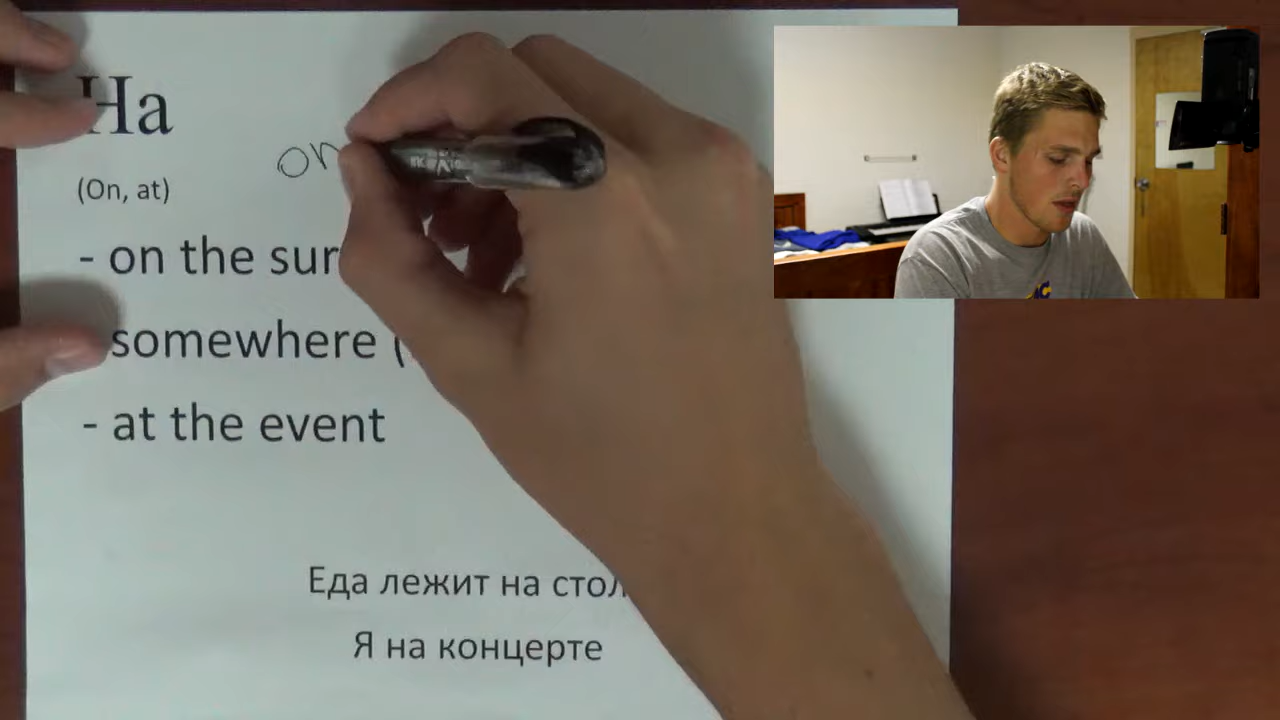 На
on
(On, at)
- on the sur
somewhere (
- at the event
Еда лежит на стол
Я на концерте